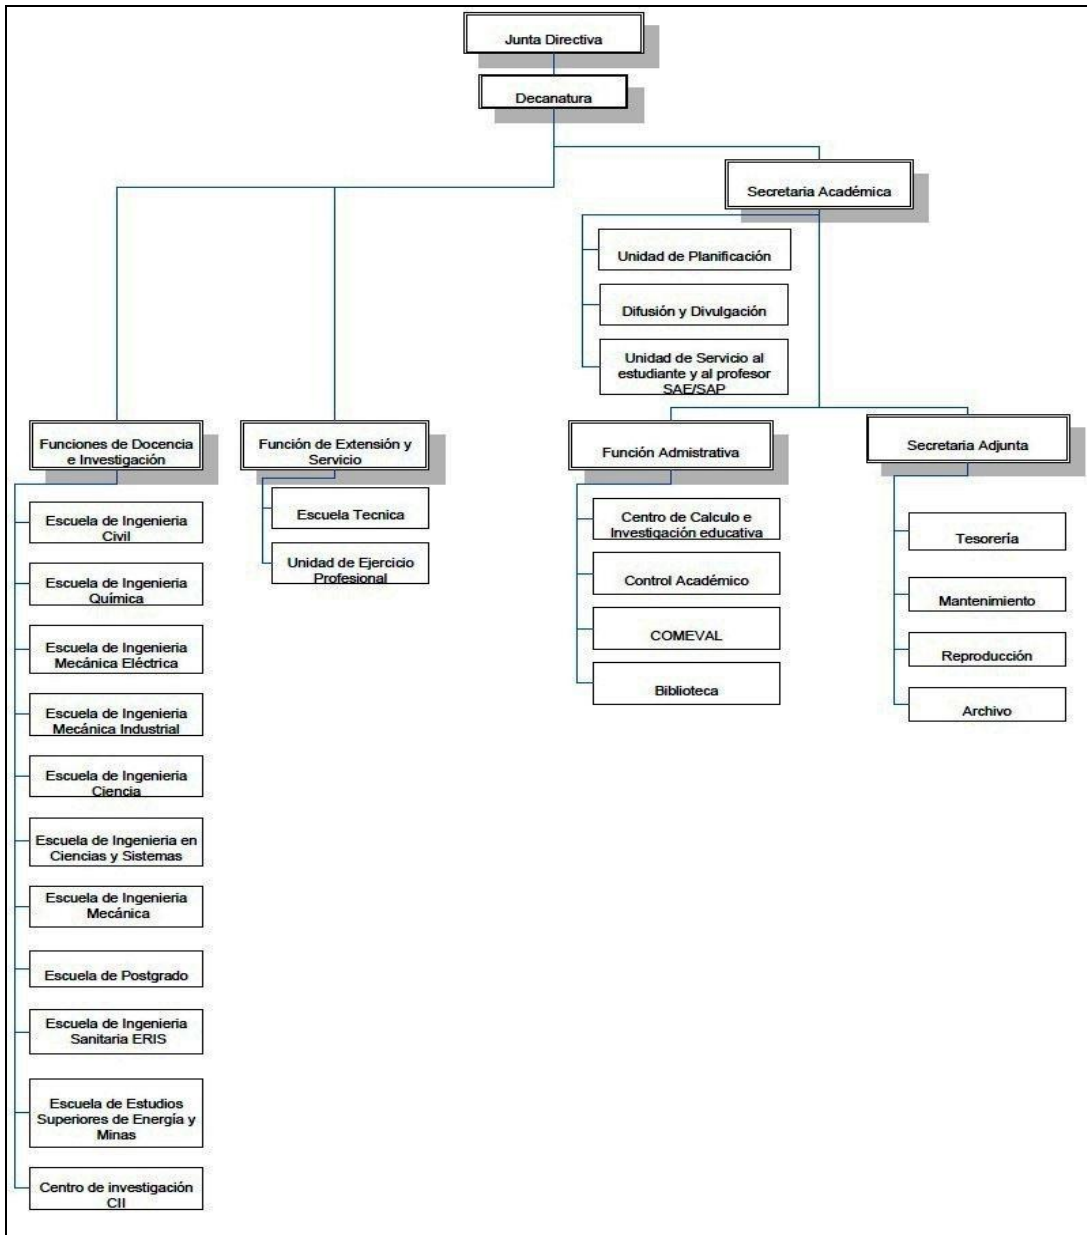 Junta Directiva
Decanatura
Secretaria Académica
Unidad de Planificación
Difusión y Divulgación
Unidad de Servicio al
estudiante y al profesor
SAE/SAP
Funciones de Docencia
e Investigación
Escuela de Ingenieria
Civil
Escuela de Ingenieria
Química
Escuela de Ingenieria
Mecánica Eléctrica
Escuela de Ingenieria
Mecánica Industrial
Escuela de Ingenieria
Ciencia
Escuela de Ingenieria en
Ciencias y Sistemas
Escuela de Ingenieria
Mecánica
Escuela de Postgrado
Escuela de Ingenieria
Sanitaria ERIS
Escuela de Estudios
Superiores de Energía y
Minas
Centro de investigación
CII
Función de Extensión y
Servicio
Escuela Tecnica
Unidad de Ejercicio
Profesional
Función Admistrativa
Centro de Calculo e
Investigación educativa
Control Académico
COMEVAL
Biblioteca
Secretaria Adjunta
Tesorería
Mantenimiento
Reproducción
Archivo